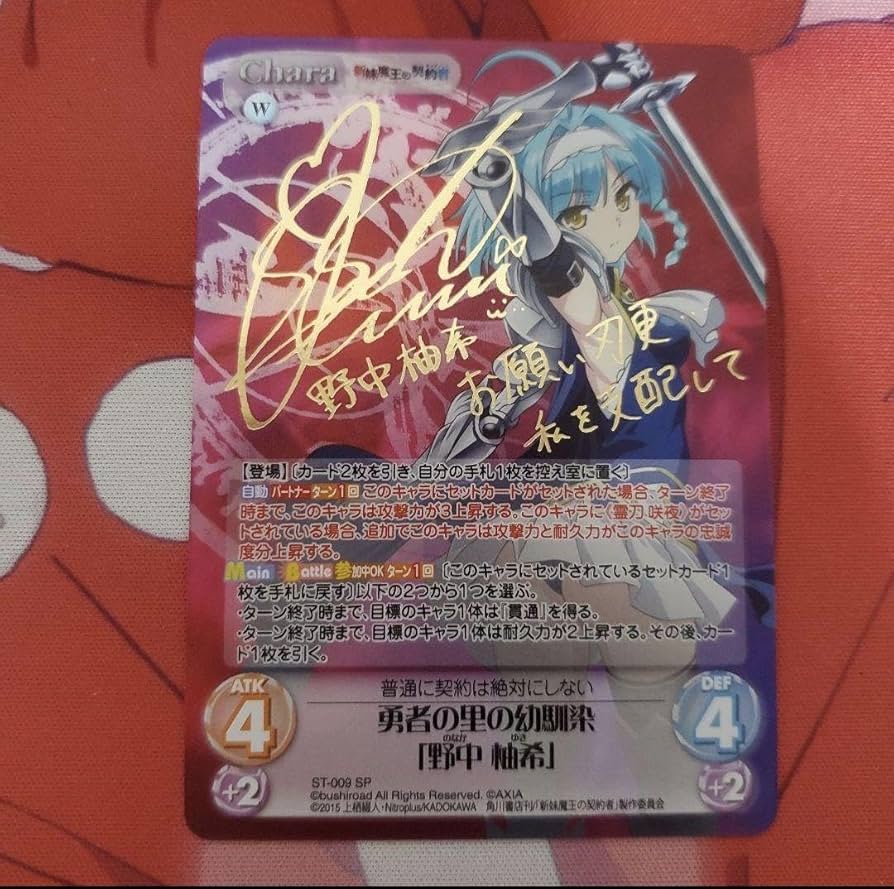 Chara 新妹魔王の契約者
W
野中柚希
お願い刃更
私を支配して
【登場】〔カード2枚を引き、自分の手札1枚を控え室に置く〕
自動 パートナー ターン1回 このキャラにセットカードがセットされた場合、ターン終了
時まで、このキャラは攻撃力が3上昇する。このキャラに〈霊刀 咲夜〉がセッ
トされている場合、追加でこのキャラは攻撃力と耐久力がこのキャラの忠誠
度分上昇する。
Main Battle 参加中OK ターン1回 〔このキャラにセットされているセットカード1
枚を手札に戻す〕以下の2つから1つを選ぶ。
・ターン終了時まで、目標のキャラ1体は「貫通」を得る。
・ターン終了時まで、目標のキャラ1体は耐久力が2上昇する。その後、カー
ド1枚を引く。
普通に契約は絶対にしない
ATK
4
+2
勇者の里の幼馴染
のなか ゆき
「野中 柚希」
DEF
4
+2
ST-009 SP
©bushiroad All Rights Reserved. ©AXIA
©2015 上栖綴人・Nitroplus/KADOKAWA 角川書店刊/「新妹魔王の契約者」製作委員会